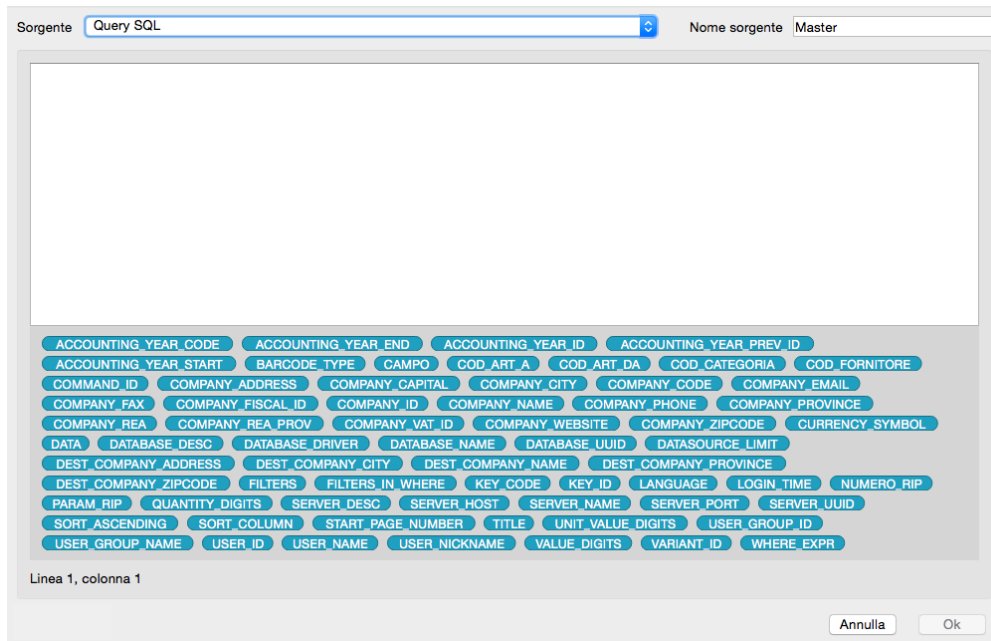 Sorgente Query SQL Nome sorgente Master
ACCOUNTING_YEAR_CODE ACCOUNTING_YEAR_END ACCOUNTING_YEAR_ID ACCOUNTING_YEAR_PREV_ID
ACCOUNTING_YEAR_START BARCODE_TYPE CAMPO COD_ART_A COD_ART_DA COD_CATEGORIA COD_FORNITORE
COMMAND_ID COMPANY_ADDRESS COMPANY_CAPITAL COMPANY_CITY COMPANY_CODE COMPANY_EMAIL
COMPANY_FAX COMPANY_FISCAL_ID COMPANY_ID COMPANY_NAME COMPANY_PHONE COMPANY_PROVINCE
COMPANY_REA COMPANY_REA_PROV COMPANY_VAT_ID COMPANY_WEBSITE COMPANY_ZIPCODE CURRENCY_SYMBOL
DATA DATABASE_DESC DATABASE_DRIVER DATABASE_NAME DATABASE_UUID DATASOURCE_LIMIT
DEST_COMPANY_ADDRESS DEST_COMPANY_CITY DEST_COMPANY_NAME DEST_COMPANY_PROVINCE
DEST_COMPANY_ZIPCODE FILTERS FILTERS_IN_WHERE KEY_CODE KEY_ID LANGUAGE LOGIN_TIME NUMERO_RIP
PARAM_RIP QUANTITY_DIGITS SERVER_DESC SERVER_HOST SERVER_NAME SERVER_PORT SERVER_UUID
SORT_ASCENDING SORT_COLUMN START_PAGE_NUMBER TITLE UNIT_VALUE_DIGITS USER_GROUP_ID
USER_GROUP_NAME USER_ID USER_NAME USER_NICKNAME VALUE_DIGITS VARIANT_ID WHERE_EXPR
Linea 1, colonna 1
Annulla Ok